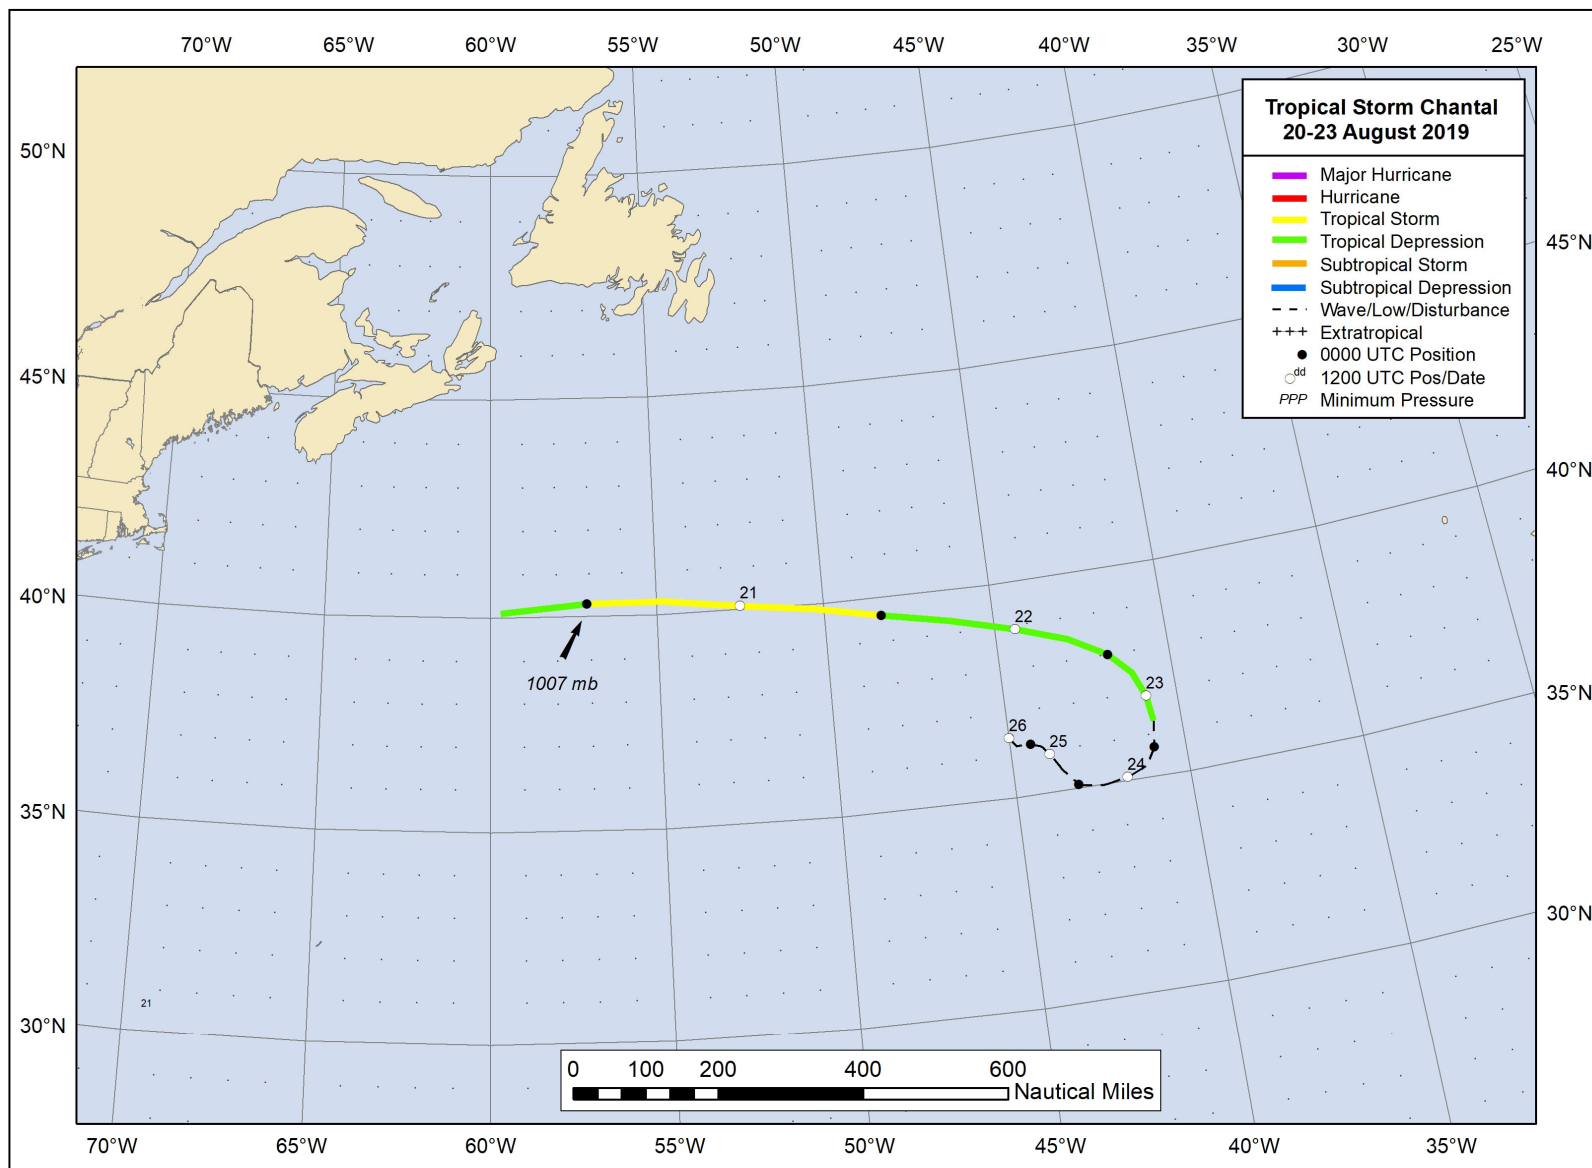 70°W 65°W 60°W 55°W 50°W 45°W 40°W 35°W 30°W 25°W
Tropical Storm Chantal
20-23 August 2019
Major Hurricane
Hurricane
Tropical Storm
Tropical Depression
Subtropical Storm
Subtropical Depression
Wave/Low/Disturbance
+++ Extratropical
0000 UTC Position
dd 1200 UTC Pos/Date
PPP Minimum Pressure
50°N
45°N
45°N
40°N
40°N
35°N
35°N
30°N
30°N
21
22
23
1007 mb
26
25
24
21
0 100 200 400 600
Nautical Miles
70°W 65°W 60°W 55°W 50°W 45°W 40°W 35°W